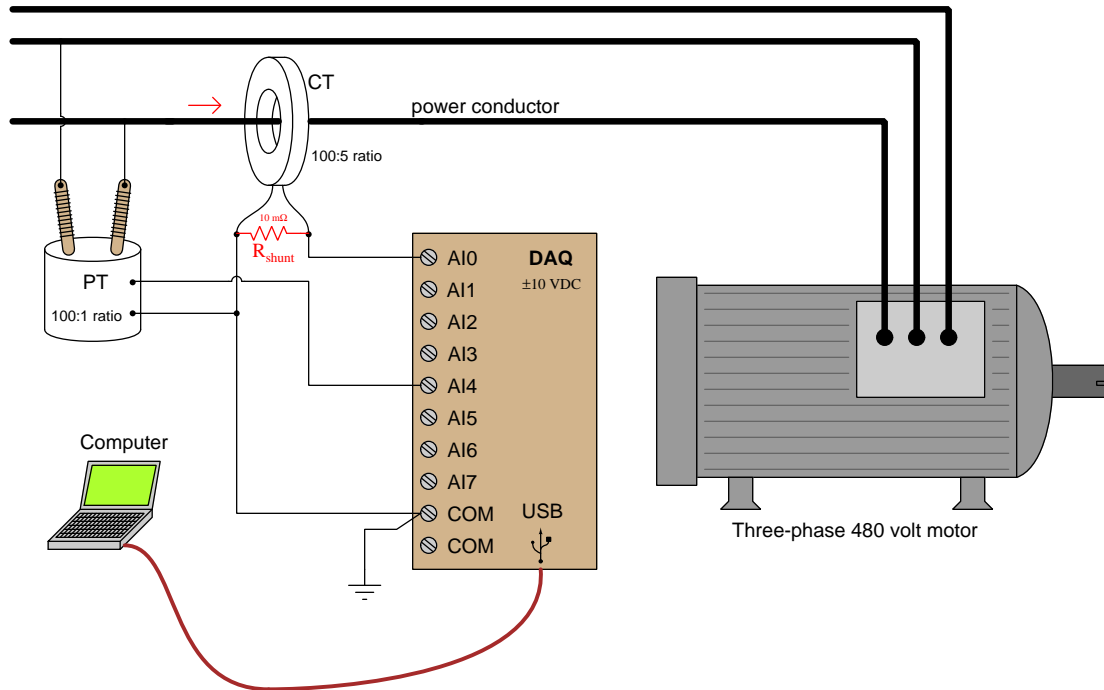 CT
power conductor
100:5 ratio
10 mΩ
R_shunt
PT
100:1 ratio
AI0
DAQ
±10 VDC
AI1
AI2
AI3
AI4
AI5
AI6
AI7
COM
USB
COM
Computer
Three-phase 480 volt motor